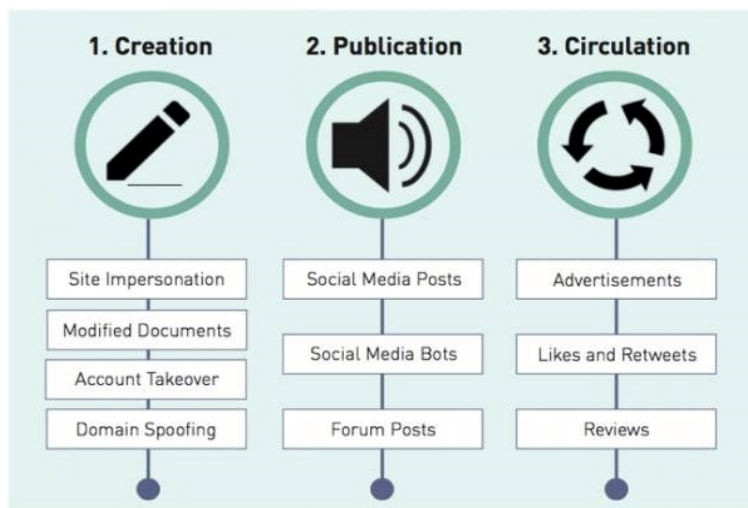 1. Creation
2. Publication
3. Circulation
Site Impersonation
Modified Documents
Account Takeover
Domain Spoofing
Social Media Posts
Social Media Bots
Forum Posts
Advertisements
Likes and Retweets
Reviews